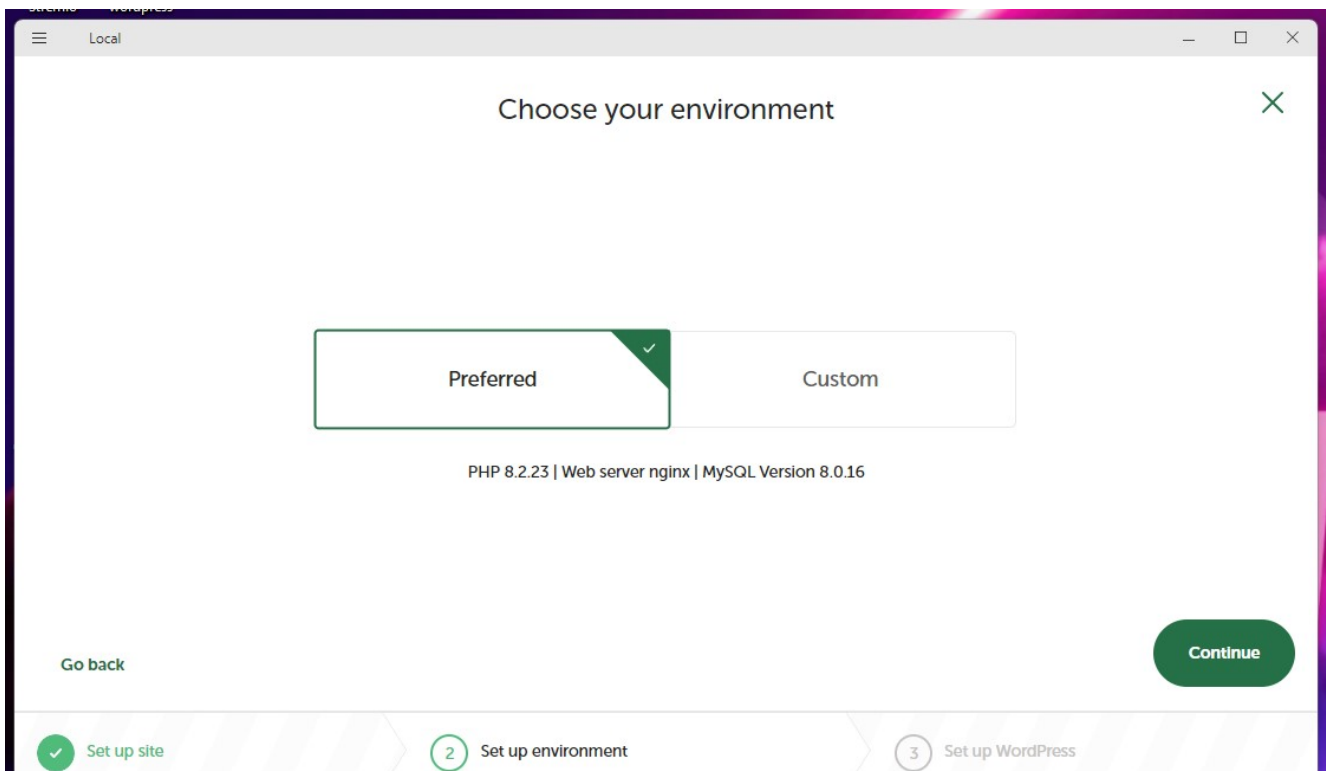 Local
Choose your environment
Preferred
Custom
PHP 8.2.23 | Web server nginx | MySQL Version 8.0.16
Go back
Continue
Set up site
2 Set up environment
3 Set up WordPress